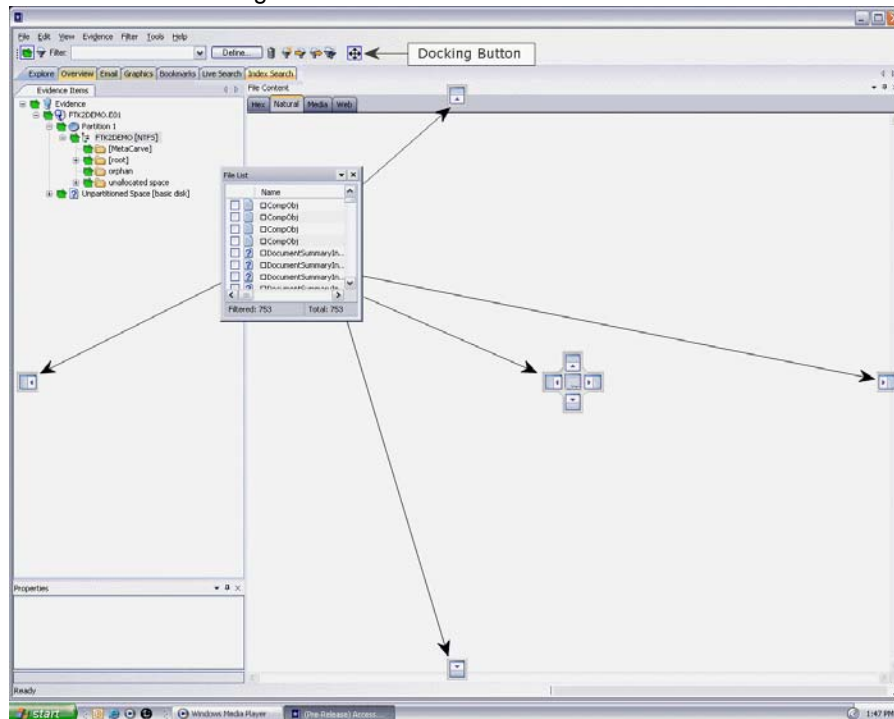 File Edit View Evidence Filter Tools Help
Filter: Define... Docking Button
Explore Overview Email Graphics Bookmarks Live Search Index Search
Evidence Items
File Content
Hex Natural Media Web
Evidence
FTK2DEMO.E01
Partition 1
FTK2DEMO [NTFS]
[MetaCarve]
[root]
orphan
unallocated space
Unpartitioned Space [basic disk]
File List
Name
CompObj
CompObj
CompObj
CompObj
DocumentSummaryIn...
DocumentSummaryIn...
DocumentSummaryIn...
Filtered: 753 Total: 753
Properties
Ready
start Windows Media Player (Pre-Release) Access... 1:47 PM